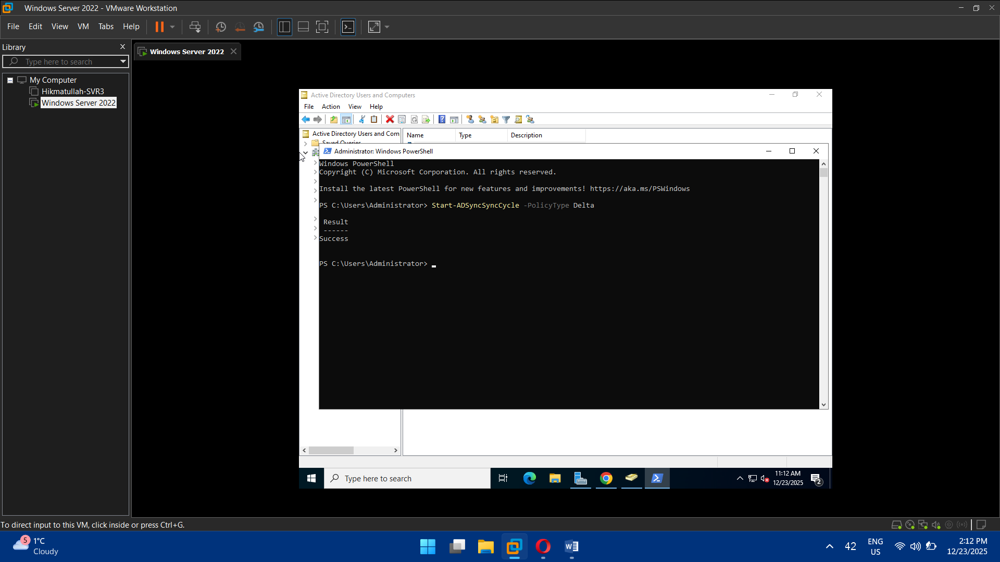 Windows Server 2022 - VMware Workstation
File Edit View VM Tabs Help
Library
Type here to search
My Computer
Hikmatullah-SVR3
Windows Server 2022
Windows Server 2022
Active Directory Users and Computers
File Action View Help
Active Directory Users and Com
Saved Queries
Name Type Description
Administrator: Windows PowerShell
Windows PowerShell
Copyright (C) Microsoft Corporation. All rights reserved.
Install the latest PowerShell for new features and improvements! https://aka.ms/PSWindows
PS C:\Users\Administrator> Start-ADSyncSyncCycle -PolicyType Delta
Result
------
Success
PS C:\Users\Administrator>
Type here to search
11:12 AM
12/23/2025
2
To direct input to this VM, click inside or press Ctrl+G.
5
1°C
Cloudy
W
42
ENG
US
2:12 PM
12/23/2025